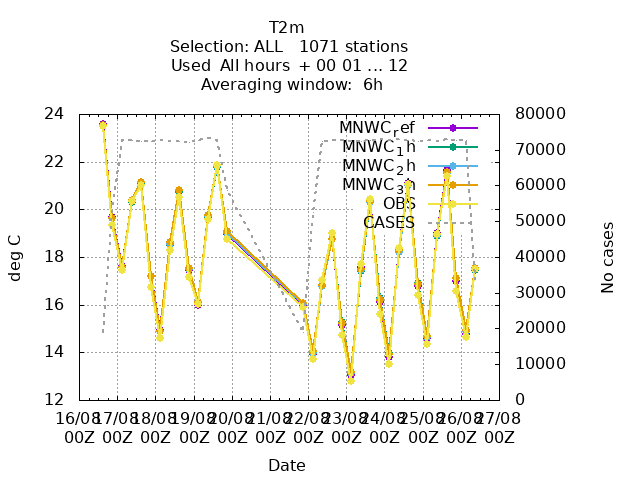 T2m
Selection: ALL   1071 stations
Used  All hours  + 00 01 ... 12
Averaging window:  6h
24
22
20
18
16
14
12
deg C
80000
70000
60000
50000
40000
30000
20000
10000
0
No cases
MNWC_ref
MNWC_1h
MNWC_2h
MNWC_3h
OBS
CASES
16/08 17/08 18/08 19/08 20/08 21/08 22/08 23/08 24/08 25/08 26/08 27/08
00Z 00Z 00Z 00Z 00Z 00Z 00Z 00Z 00Z 00Z 00Z 00Z
Date